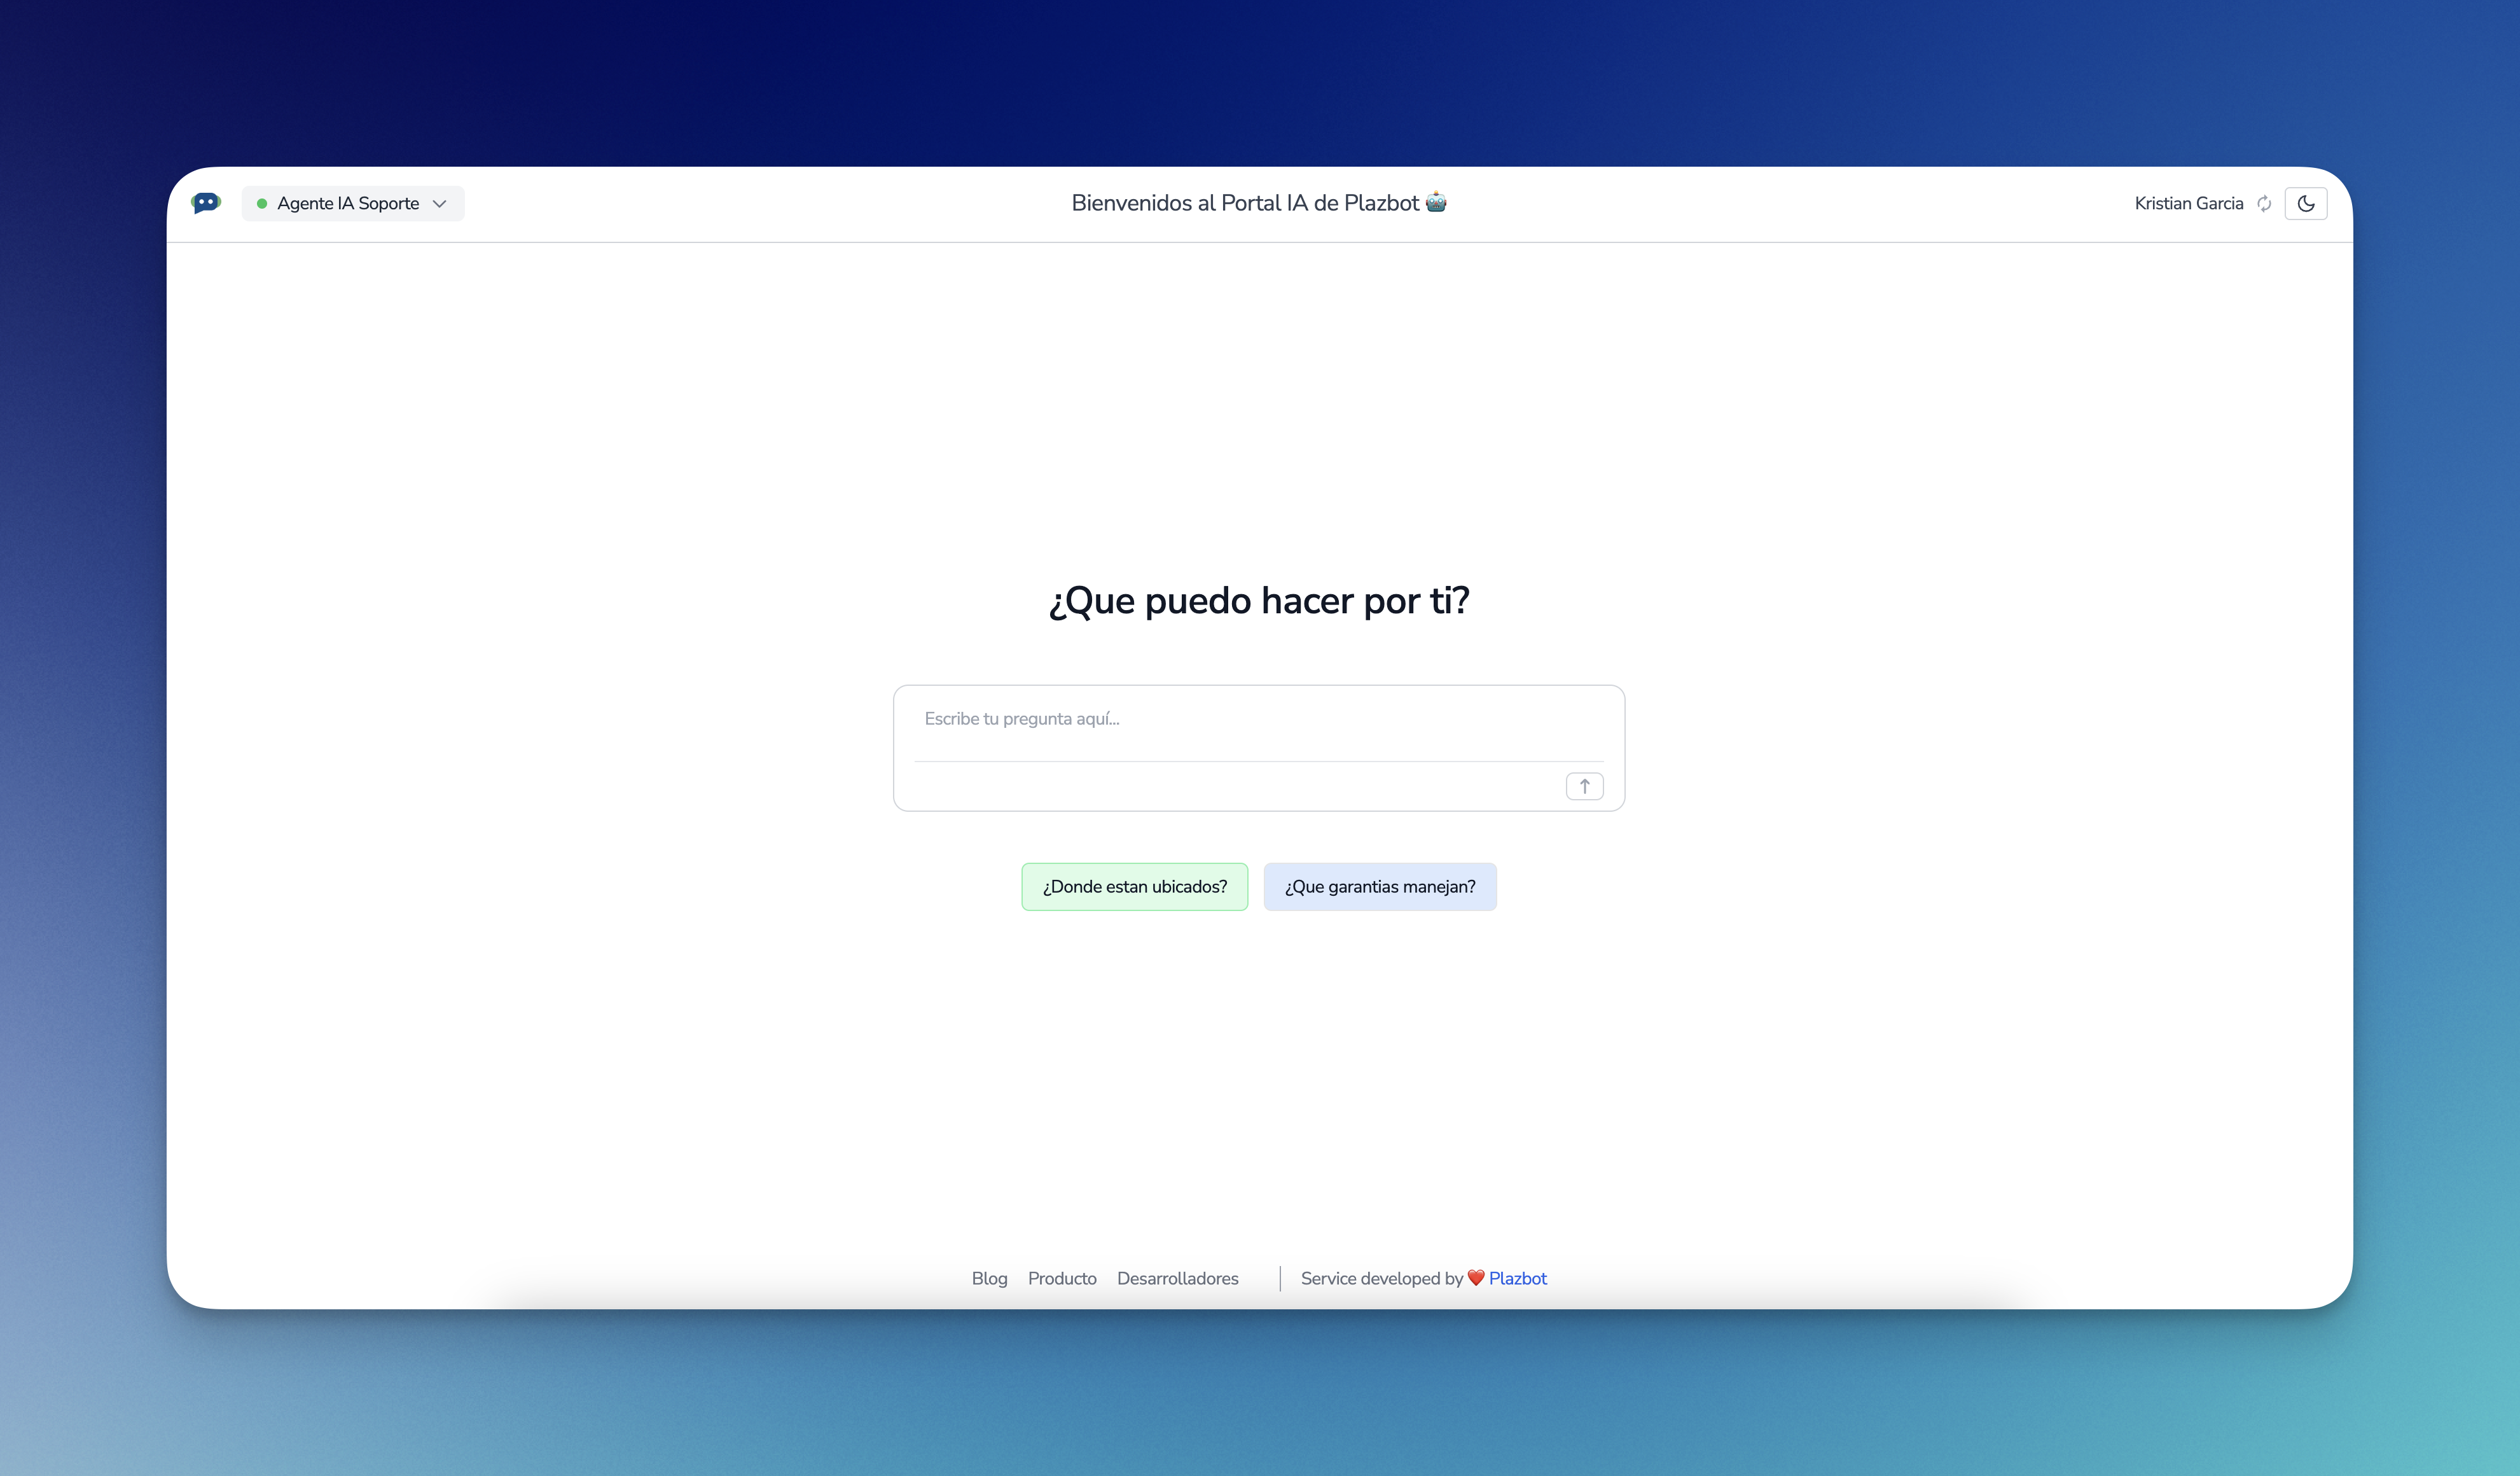 Agente IA Soporte
Bienvenidos al Portal IA de Plazbot 🤖
Kristian Garcia
¿Que puedo hacer por ti?
Escribe tu pregunta aquí...
¿Donde estan ubicados?
¿Que garantias manejan?
Blog Producto Desarrolladores
Service developed by ❤️ Plazbot